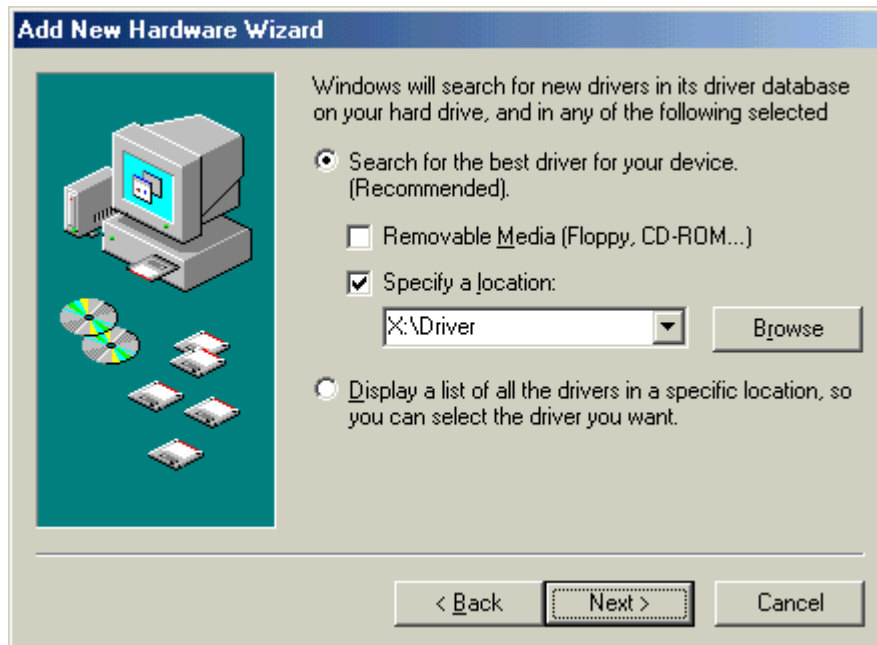 Add New Hardware Wizard
Windows will search for new drivers in its driver database
on your hard drive, and in any of the following selected
Search for the best driver for your device.
(Recommended).
Removable Media (Floppy, CD-ROM...)
Specify a location:
X:\Driver
Browse
Display a list of all the drivers in a specific location, so
you can select the driver you want.
< Back
Next >
Cancel